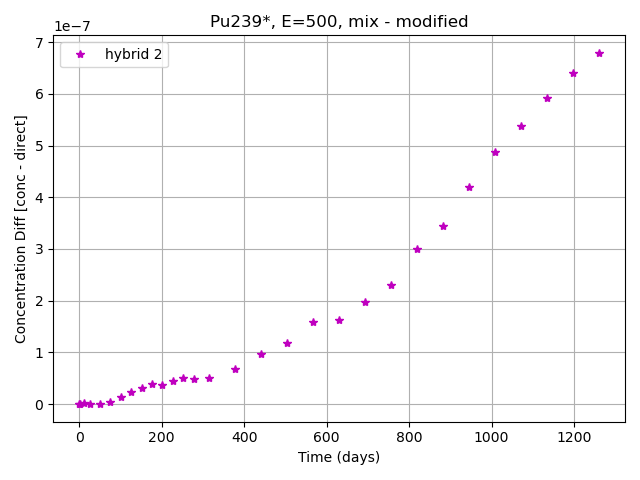 Pu239*, E=500, mix - modified
1e−7
hybrid 2
7
6
5
4
3
2
1
0
Concentration Diff [conc - direct]
0 200 400 600 800 1000 1200
Time (days)